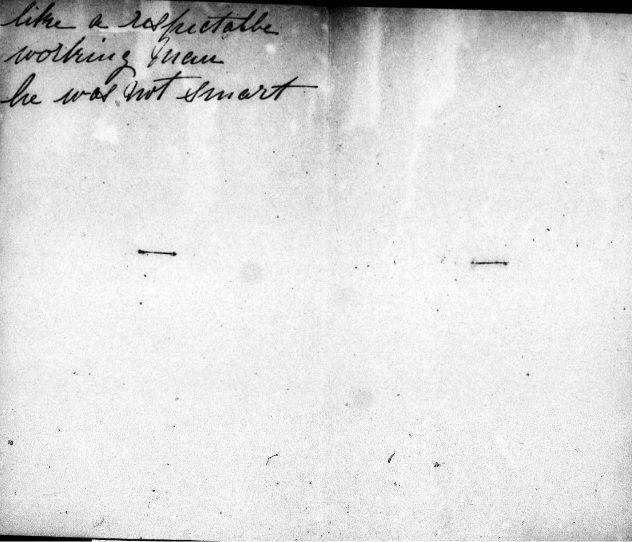 like a respectable
working man
he was not smart